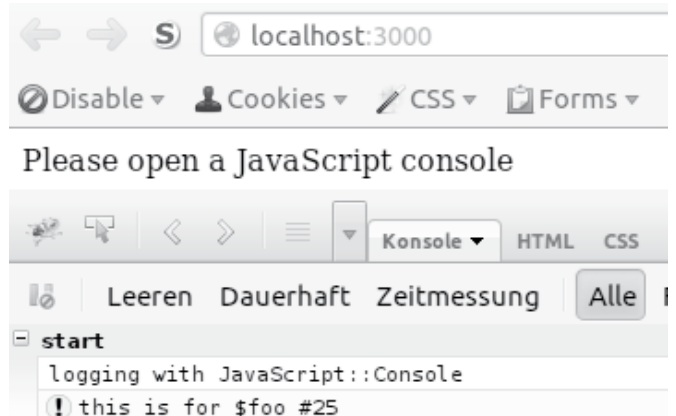 S localhost:3000
Disable Cookies CSS Forms
Please open a JavaScript console
Konsole HTML CSS
Leeren Dauerhaft Zeitmessung Alle
start
logging with JavaScript::Console
! this is for $foo #25